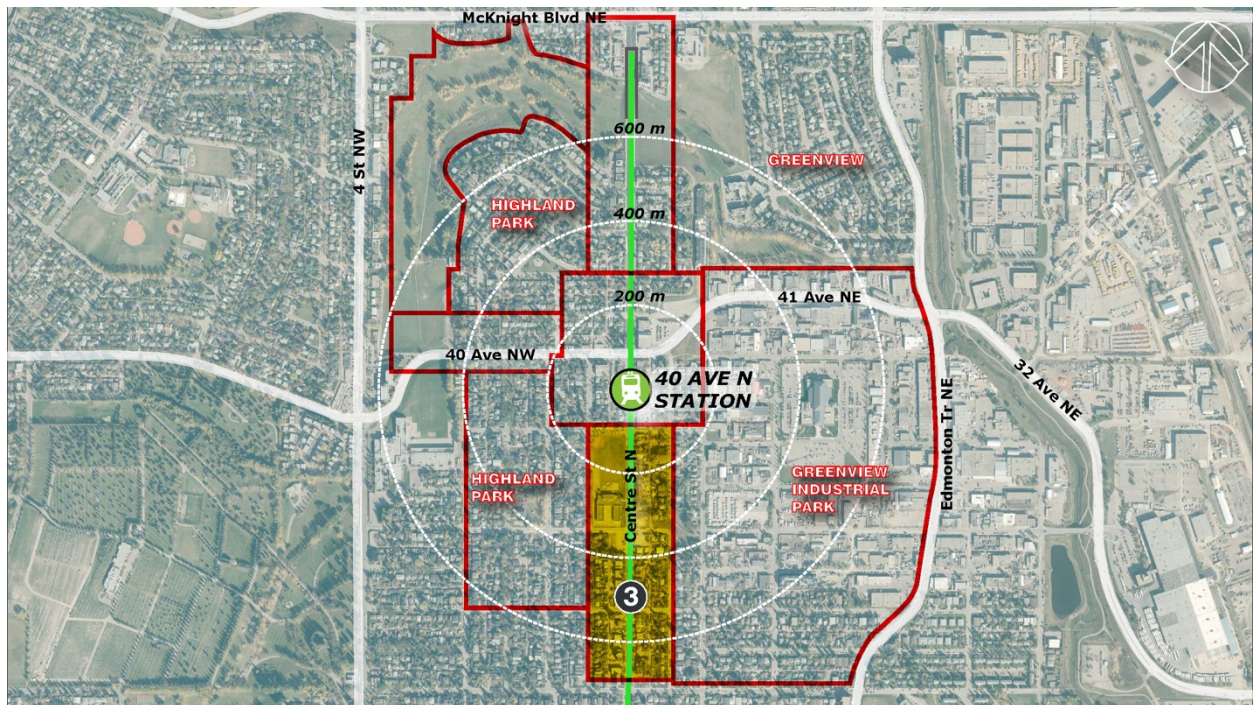 McKnight Blvd NE
4 St NW
600 m
GREENVIEW
HIGHLAND
PARK
400 m
200 m
41 Ave NE
40 Ave NW
32 Ave NE
40 AVE N
STATION
Edmonton Tr NE
Centre St N
HIGHLAND
PARK
GREENVIEW
INDUSTRIAL
PARK
3